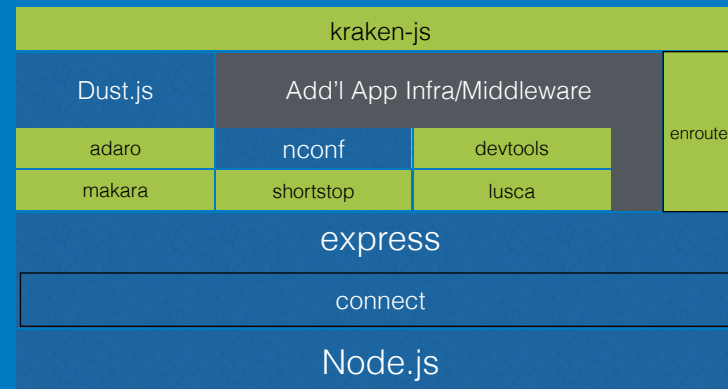 kraken-js
Dust.js
Add'l App Infra/Middleware
enroute
adaro
nconf
devtools
makara
shortstop
lusca
express
connect
Node.js